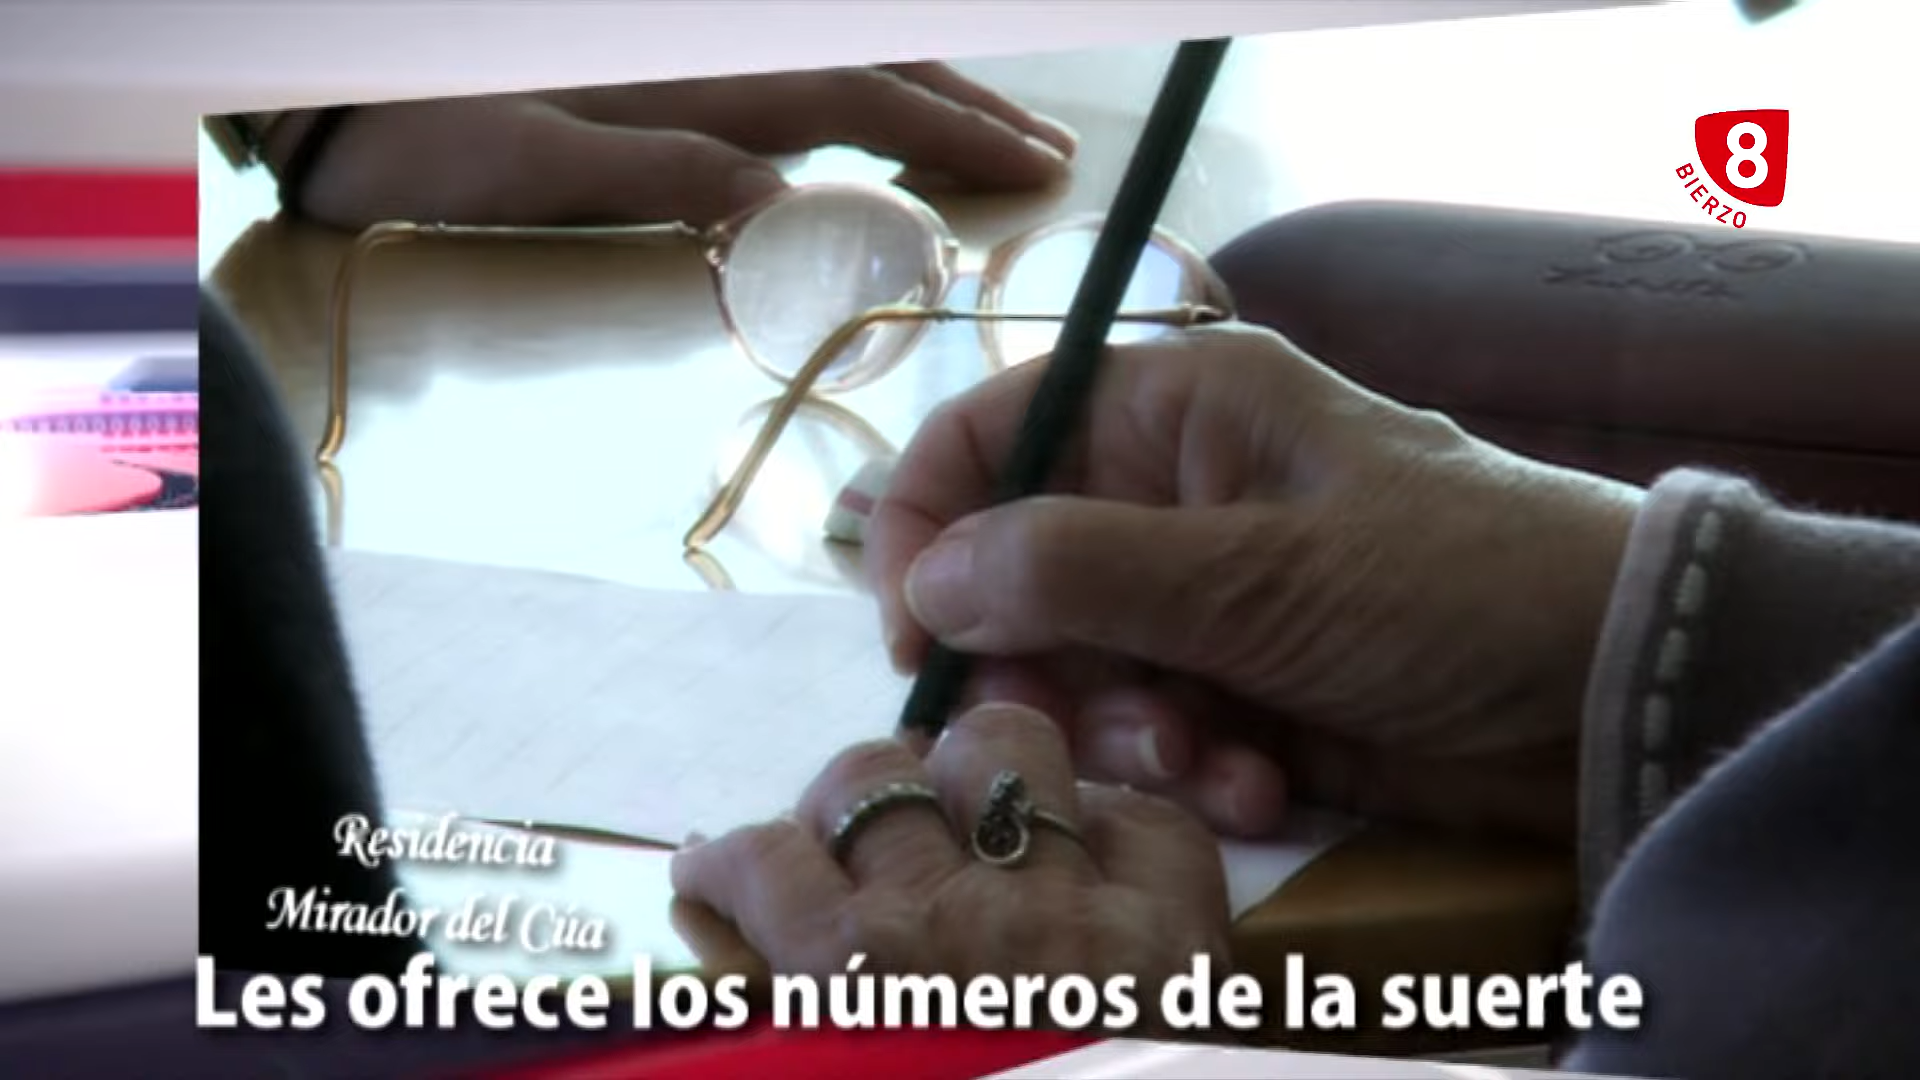 8
BIERZO
Residencia
Mirador del Cúa
Les ofrece los números de la suerte